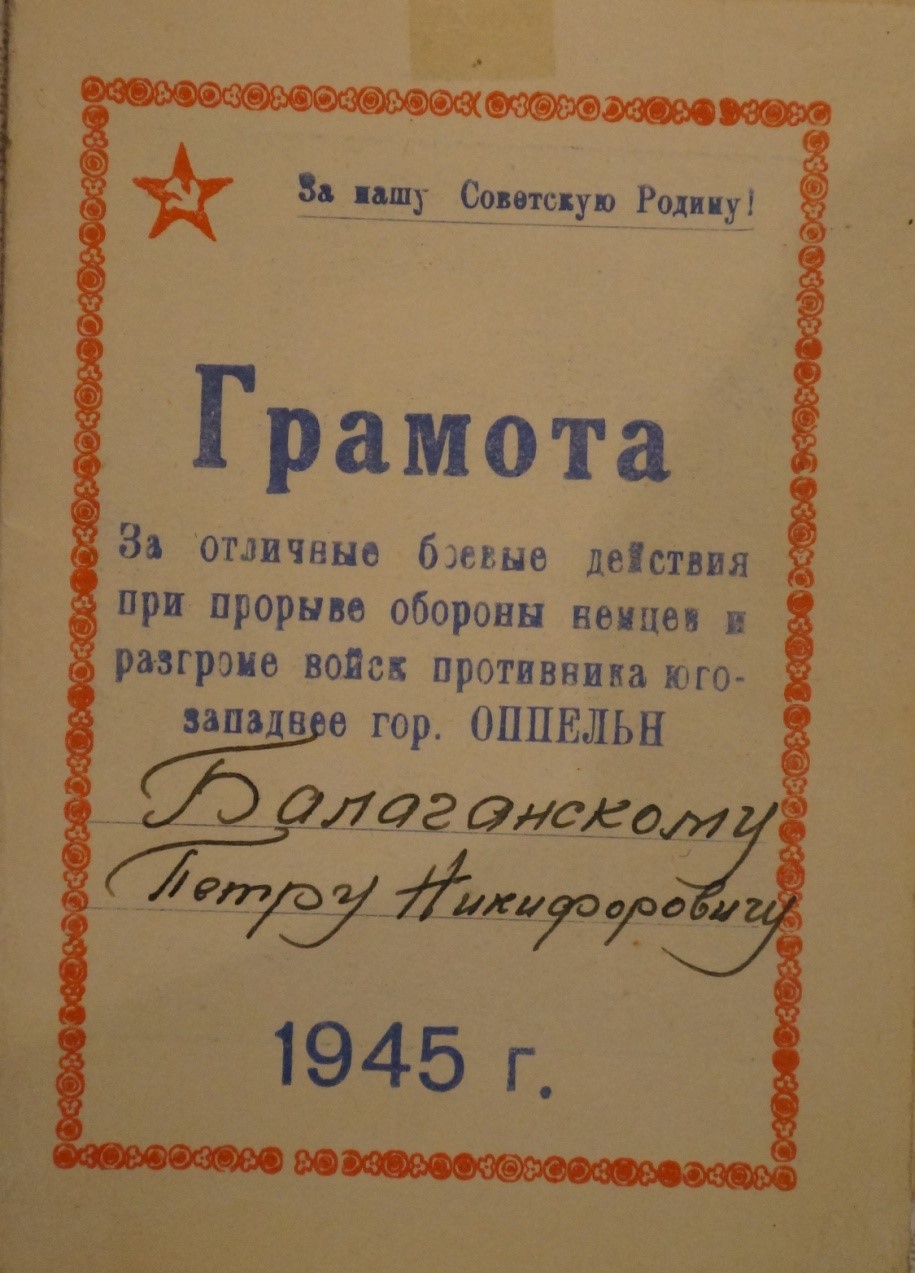 За нашу Советскую Родину!
Грамота
За отличные боевые действия
при прорыве обороны немцев и
разгроме войск противника юго-
западнее гор. ОППЕЛЬН
Балаганскому
Петру Никифоровичу
1945 г.